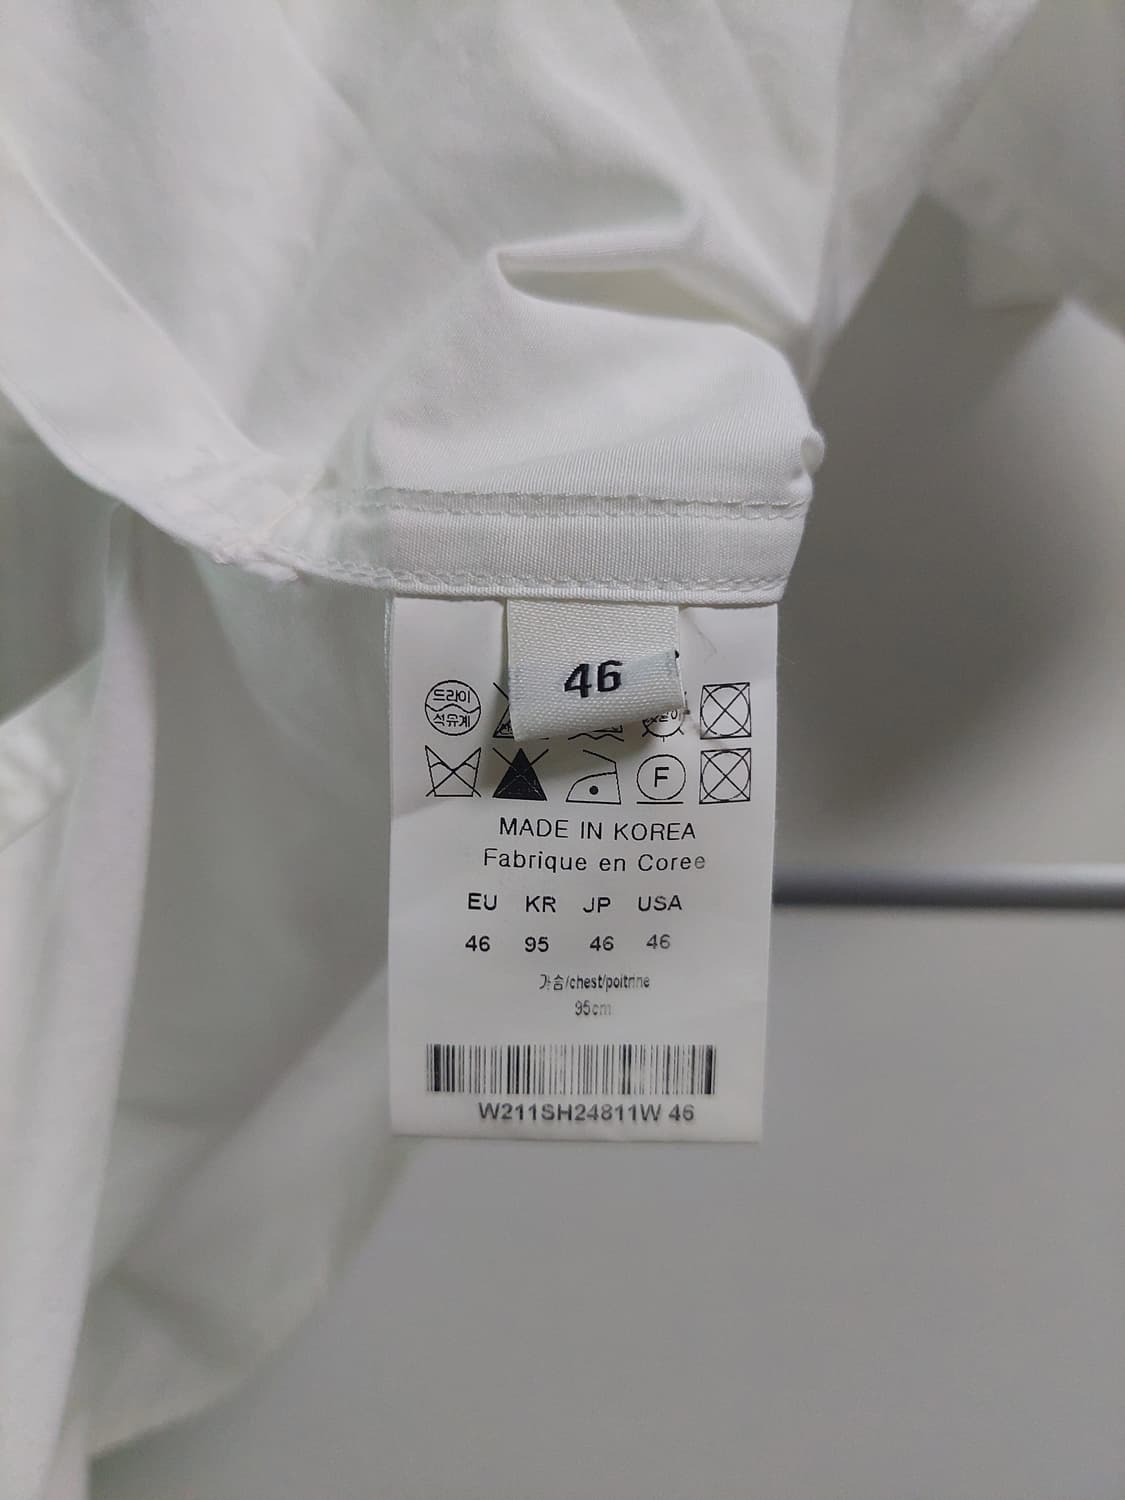 46
드라이
석유계
F
MADE IN KOREA
Fabrique en Coree
EU KR JP USA
46 95 46 46
가슴/chest/poitrine
95cm
W211SH24811W 46